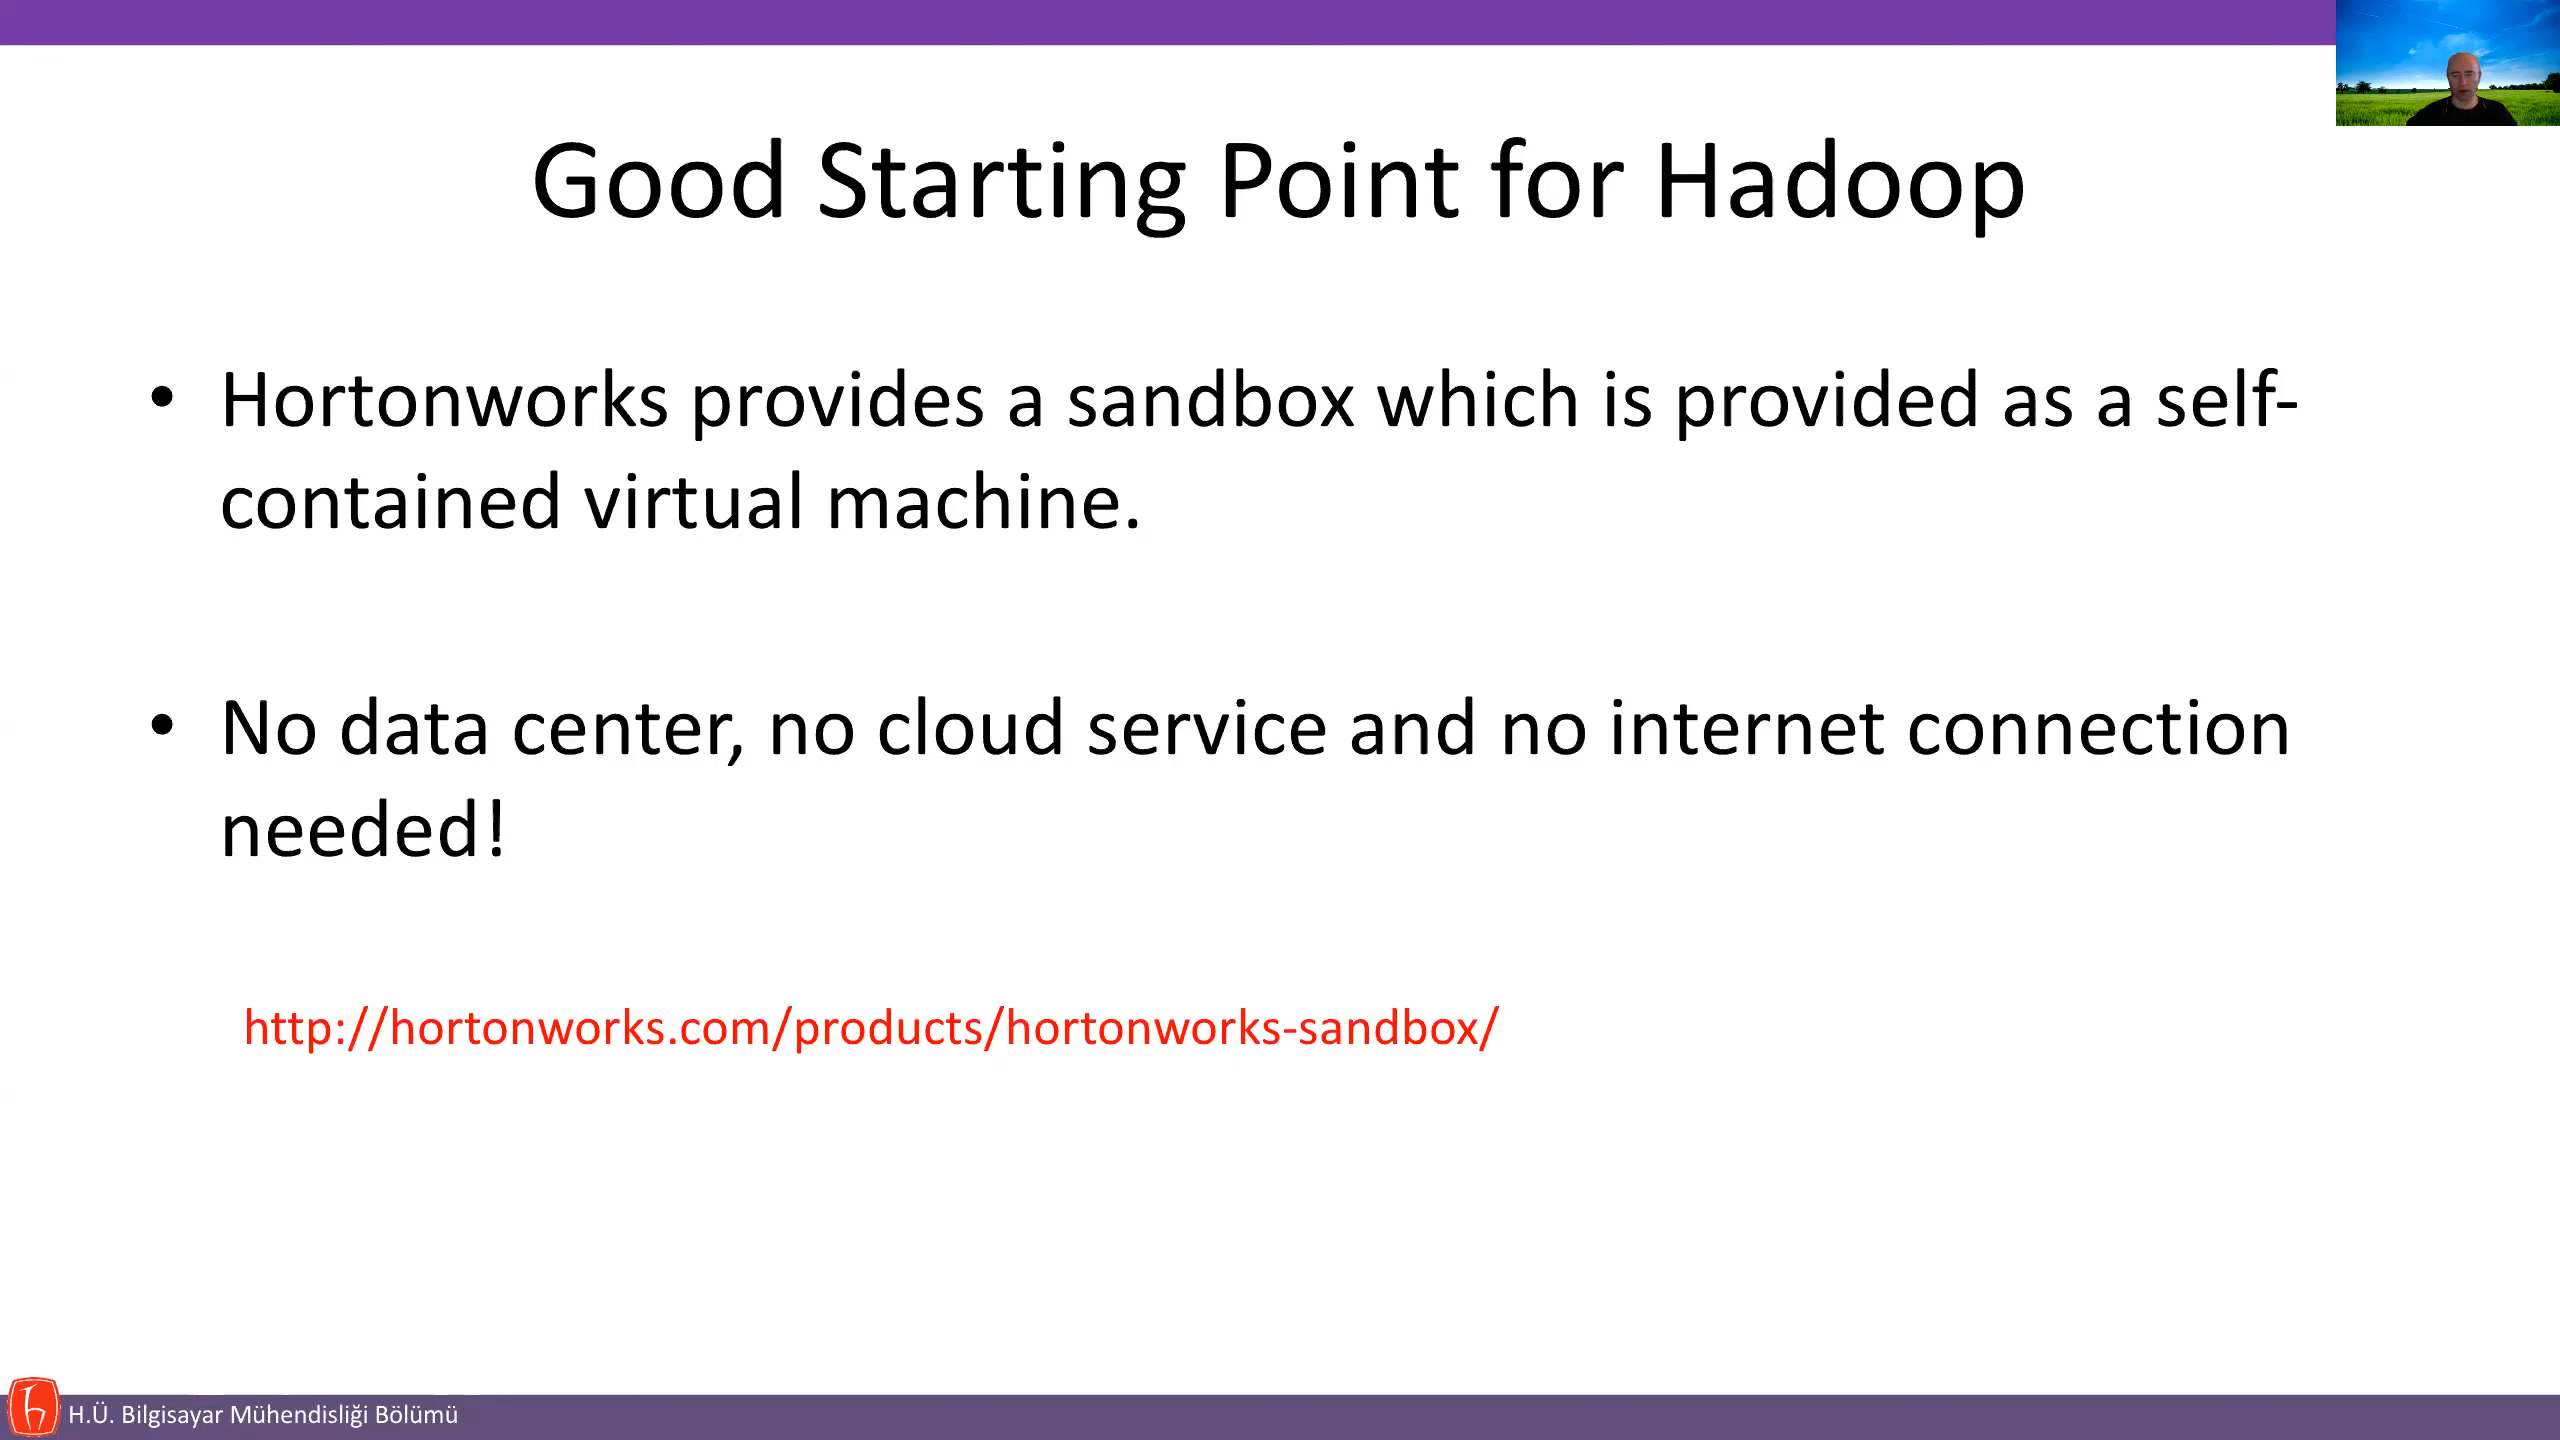 Good Starting Point for Hadoop
• Hortonworks provides a sandbox which is provided as a self-
contained virtual machine.
• No data center, no cloud service and no internet connection
needed!
http://hortonworks.com/products/hortonworks-sandbox/
H.Ü. Bilgisayar Mühendisliği Bölümü